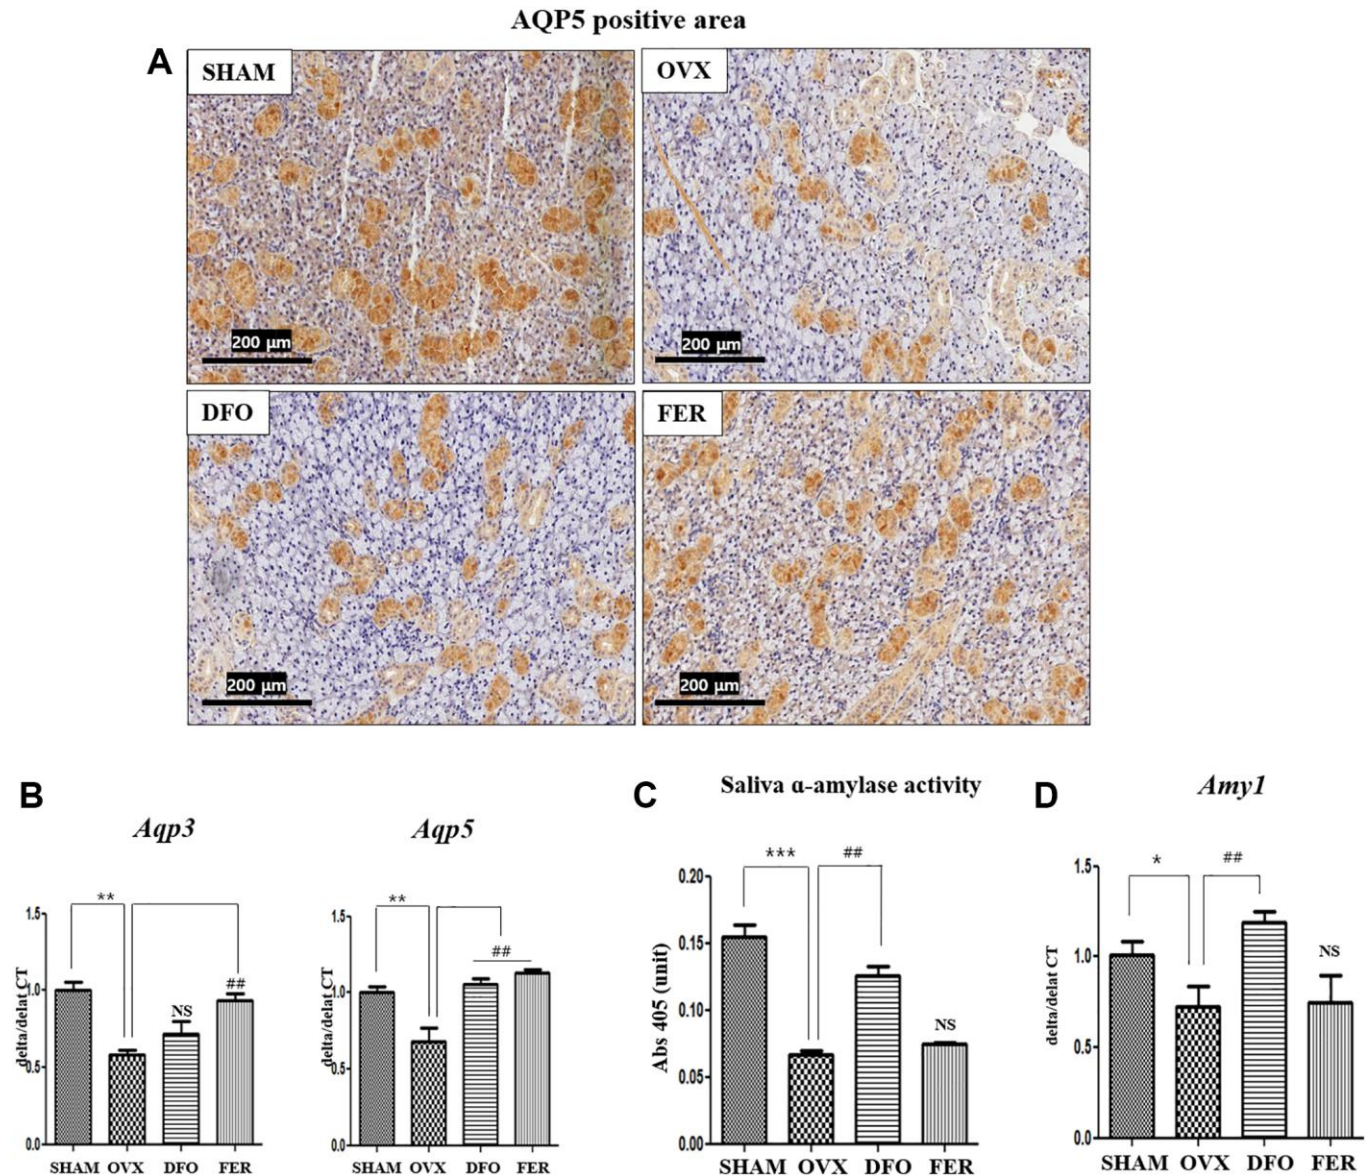 AQP5 positive area
A
SHAM
OVX
200 µm
200 µm
DFO
FER
200 µm
200 µm
B
Aqp3
Aqp5
delta/delat CT
1.5
1.0
0.5
0.0
**
NS
##
SHAM OVX DFO FER
delta/delat CT
1.5
1.0
0.5
0.0
**
##
SHAM OVX DFO FER
C
Saliva α-amylase activity
Abs 405 (unit)
0.20
0.15
0.10
0.05
0.00
***
##
NS
SHAM OVX DFO FER
D
Amy1
delta/delat CT
1.5
1.0
0.5
0.0
*
##
NS
SHAM OVX DFO FER